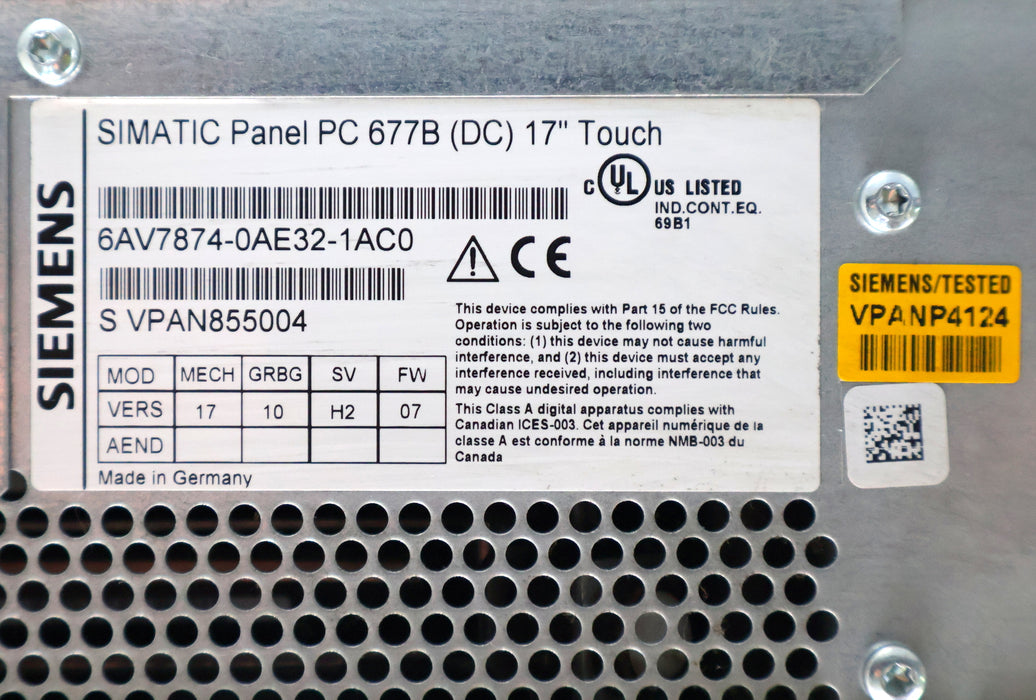 SIEMENS
SIMATIC Panel PC 677B (DC) 17" Touch
C UL US LISTED
IND.CONT.EQ.
69B1
6AV7874-0AE32-1AC0
CE
S VPAN855004
This device complies with Part 15 of the FCC Rules.
Operation is subject to the following two
conditions: (1) this device may not cause harmful
interference, and (2) this device must accept any
interference received, including interference that
may cause undesired operation.
This Class A digital apparatus complies with
Canadian ICES-003. Cet appareil numérique de la
classe A est conforme à la norme NMB-003 du
Canada
MOD MECH GRBG SV FW
VERS 17 10 H2 07
AEND
Made in Germany
SIEMENS/TESTED
VPANP4124